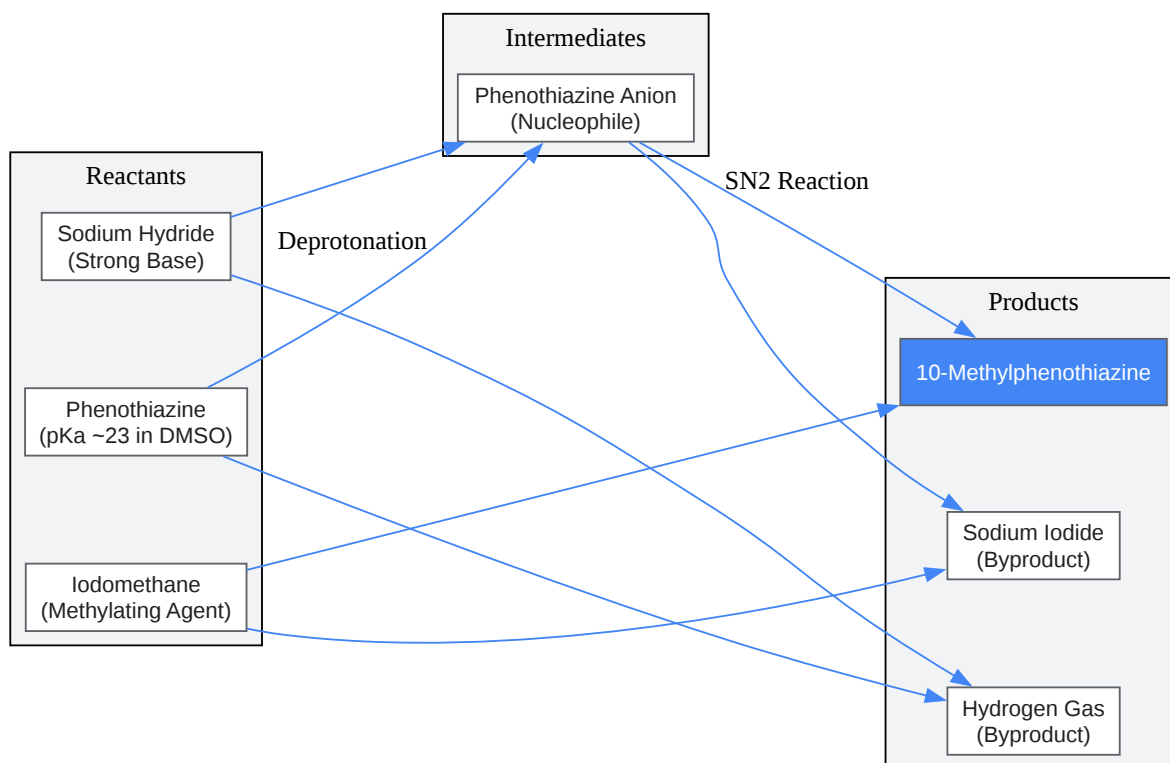 Intermediates
Phenothiazine Anion
(Nucleophile)
Reactants
Sodium Hydride
(Strong Base)
Deprotonation
SN2 Reaction
Phenothiazine
(pKa ~23 in DMSO)
Iodomethane
(Methylating Agent)
Products
10-Methylphenothiazine
Sodium Iodide
(Byproduct)
Hydrogen Gas
(Byproduct)